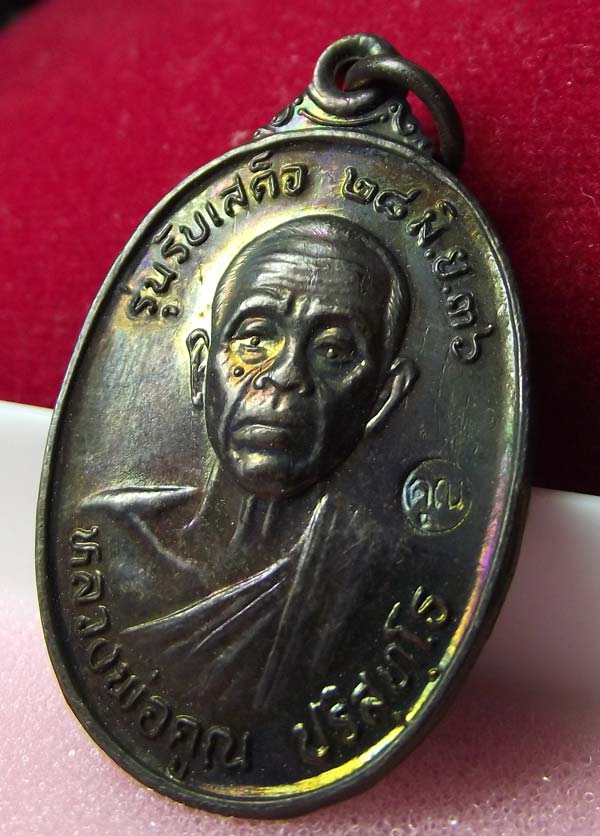 รุ่นรับเสด็จ ๒๘ มิ.ย.๓๖
คูณ
หลวงพ่อคูณ ปริสุทฺโธ